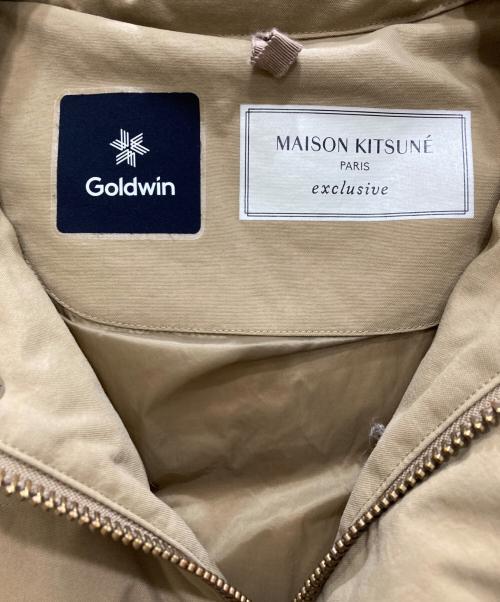 Goldwin
MAISON KITSUNÉ
PARIS
exclusive